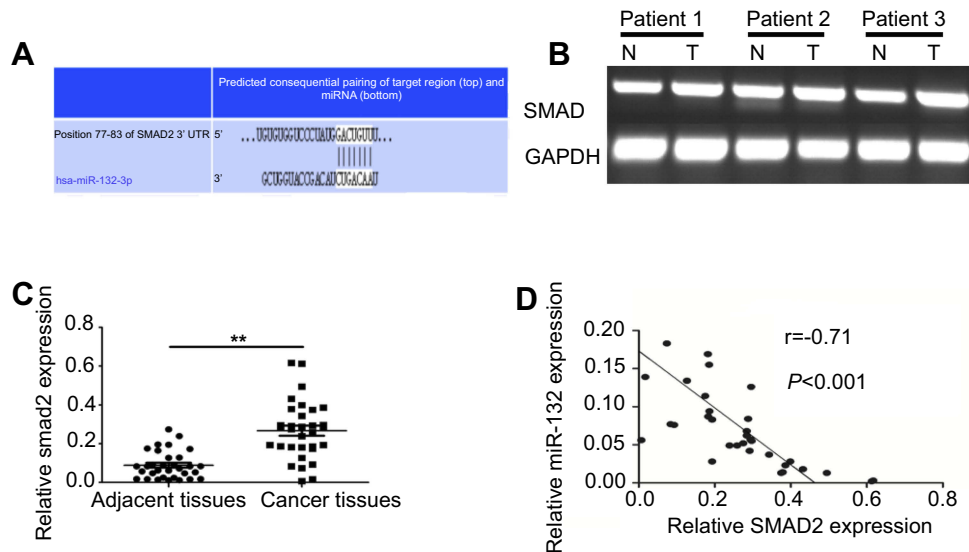 A
Predicted consequential pairing of target region (top) and
miRNA (bottom)
Position 77-83 of SMAD2 3' UTR 5' ...UGUGUGGUCCCUAUGGACUGUUU...
hsa-miR-132-3p 3' GCUGGUACCGACAUCUGACAAU
B
Patient 1 Patient 2 Patient 3
N T N T N T
SMAD
GAPDH
C
Relative smad2 expression
0.8
0.6
0.4
0.2
0.0
**
Adjacent tissues Cancer tissues
D
Relative miR-132 expression
0.20
0.15
0.10
0.05
0.00
r=-0.71
P<0.001
0.0 0.2 0.4 0.6 0.8
Relative SMAD2 expression